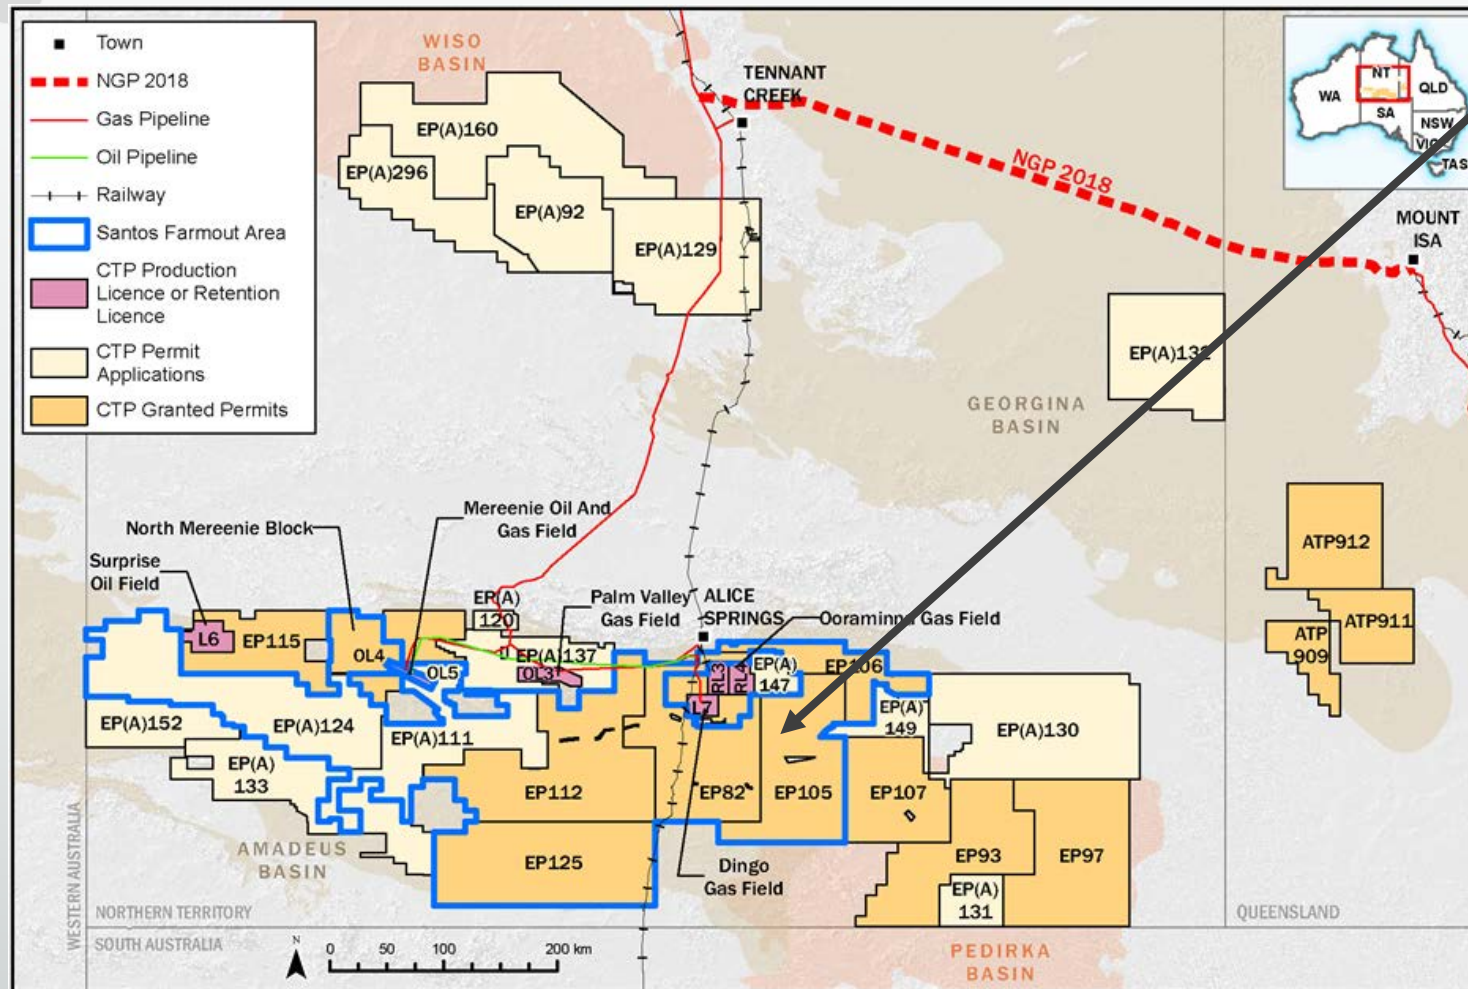 Town
NGP 2018
Gas Pipeline
Oil Pipeline
Railway
Santos Farmout Area
CTP Production
Licence or Retention
Licence
CTP Permit
Applications
CTP Granted Permits
WISO
BASIN
TENNANT
CREEK
EP(A)160
EP(A)296
EP(A)92
EP(A)129
NGP 2018
NT
QLD
WA
SA
NSW
VIC
TAS
MOUNT
ISA
EP(A)132
GEORGINA
BASIN
North Mereenie Block
Mereenie Oil And
Gas Field
Surprise
Oil Field
EP(A)
120
Palm Valley
Gas Field
ALICE
SPRINGS
Ooraminna Gas Field
ATP912
ATP911
ATP
909
L6
EP115
OL4
OL5
EP(A)137
OL3
RL3
RL4
EP(A)
147
EP106
L7
EP(A)152
EP(A)124
EP(A)111
EP(A)
149
EP(A)130
EP(A)
133
EP112
EP82
EP105
EP107
EP125
EP93
EP97
EP(A)
131
Dingo
Gas Field
AMADEUS
BASIN
WESTERN AUSTRALIA
NORTHERN TERRITORY
SOUTH AUSTRALIA
QUEENSLAND
PEDIRKA
BASIN
N
0 50 100 200 km